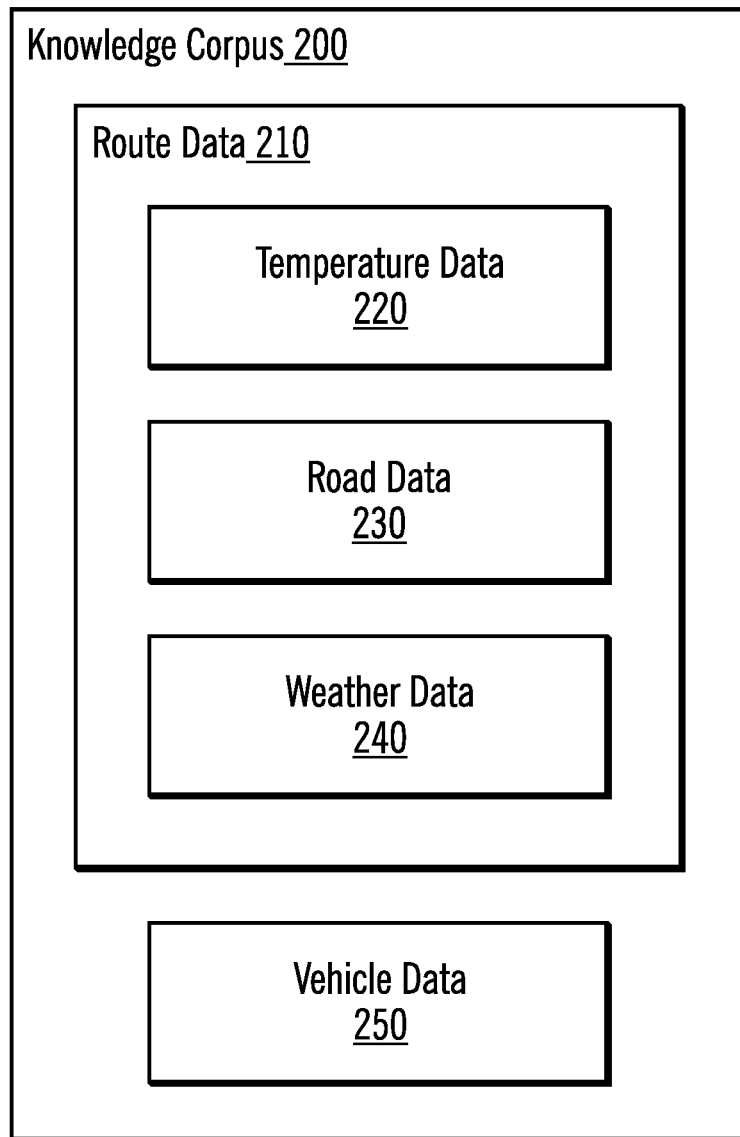 Knowledge Corpus 200
Route Data 210
Temperature Data
220
Road Data
230
Weather Data
240
Vehicle Data
250